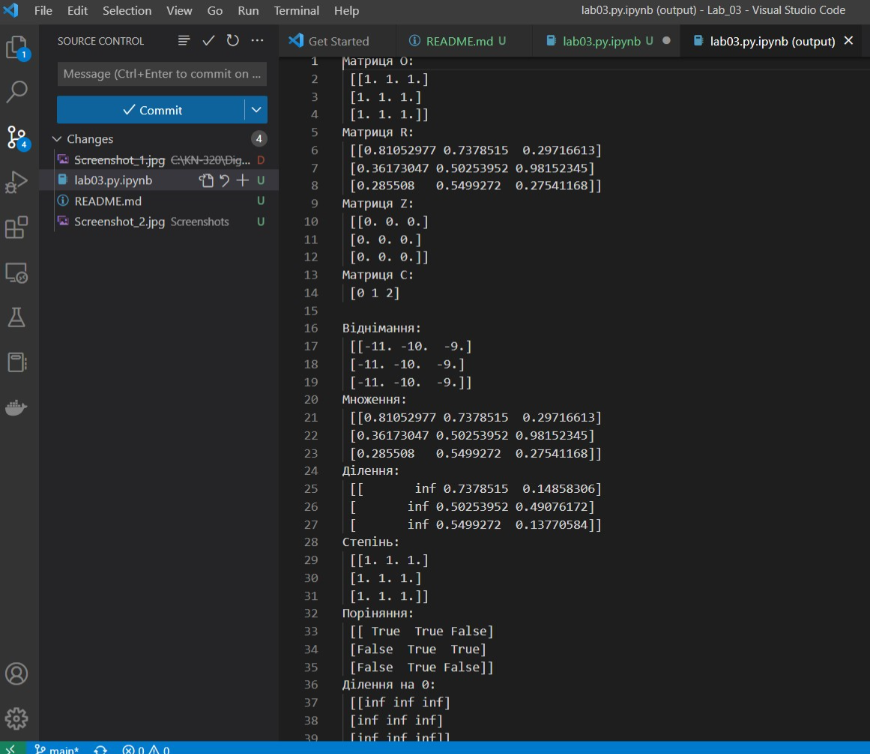 File Edit Selection View Go Run Terminal Help lab03.py.ipynb (output) - Lab_03 - Visual Studio Code
SOURCE CONTROL
Get Started README.md U lab03.py.ipynb U lab03.py.ipynb (output)
1
4
Message (Ctrl+Enter to commit on ...
Commit
Changes 4
Screenshot_1.jpg C:\KN-320\Dig... D
lab03.py.ipynb U
README.md U
Screenshot_2.jpg Screenshots U
1 Матриця O:
2 [[1. 1. 1.]
3 [1. 1. 1.]
4 [1. 1. 1.]]
5 Матриця R:
6 [[0.81052977 0.7378515 0.29716613]
7 [0.36173047 0.50253952 0.98152345]
8 [0.285508 0.5499272 0.27541168]]
9 Матриця Z:
10 [[0. 0. 0.]
11 [0. 0. 0.]
12 [0. 0. 0.]]
13 Матриця C:
14 [0 1 2]
15
16 Віднімання:
17 [[-11. -10. -9.]
18 [-11. -10. -9.]
19 [-11. -10. -9.]]
20 Множення:
21 [[0.81052977 0.7378515 0.29716613]
22 [0.36173047 0.50253952 0.98152345]
23 [0.285508 0.5499272 0.27541168]]
24 Ділення:
25 [[ inf 0.7378515 0.14858306]
26 [ inf 0.50253952 0.49076172]
27 [ inf 0.5499272 0.13770584]]
28 Степінь:
29 [[1. 1. 1.]
30 [1. 1. 1.]
31 [1. 1. 1.]]
32 Поріняння:
33 [[ True True False]
34 [False True True]
35 [False True False]]
36 Ділення на 0:
37 [[inf inf inf]
38 [inf inf inf]
39 [inf inf inf]]
main* 0 0